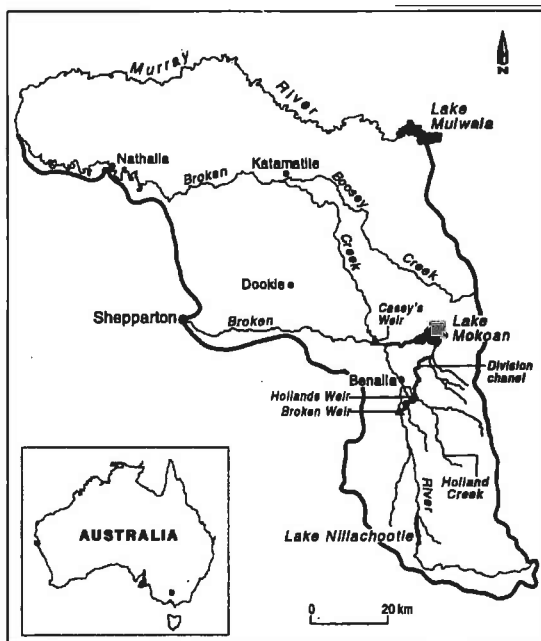 Murray
River
N
Lake
Mulwala
Nathalia
Katamatite
Broken
Boosey
Creek
Creek
Dookie
Shepparton
Broken
Casey's
Weir
Lake
Mokoan
Division
chanel
Benalla
Hollands Weir
Broken Weir
River
Holland
Creek
Lake Nillachootie
AUSTRALIA
0
20 km